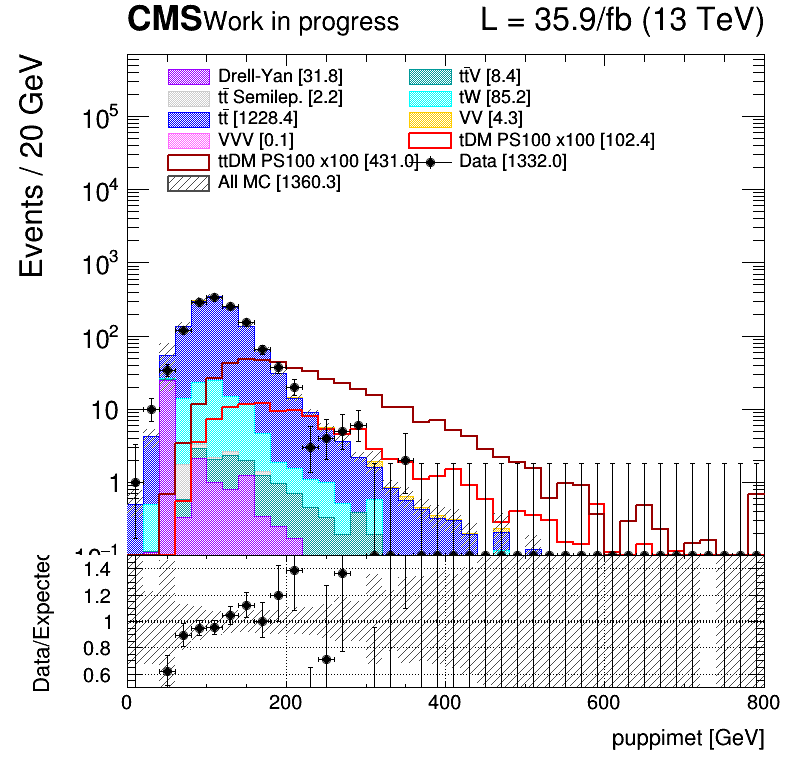 CMS Work in progress L = 35.9/fb (13 TeV)
Events / 20 GeV
Drell-Yan [31.8] tt̄V [8.4]
tt̄ Semilep. [2.2] tW [85.2]
tt̄ [1228.4] VV [4.3]
VVV [0.1] tDM PS100 x100 [102.4]
ttDM PS100 x100 [431.0] Data [1332.0]
All MC [1360.3]
10⁵
10⁴
10³
10²
10
1
10⁻¹
Data/Expected
1.4
1.2
1
0.8
0.6
0 200 400 600 800
puppimet [GeV]